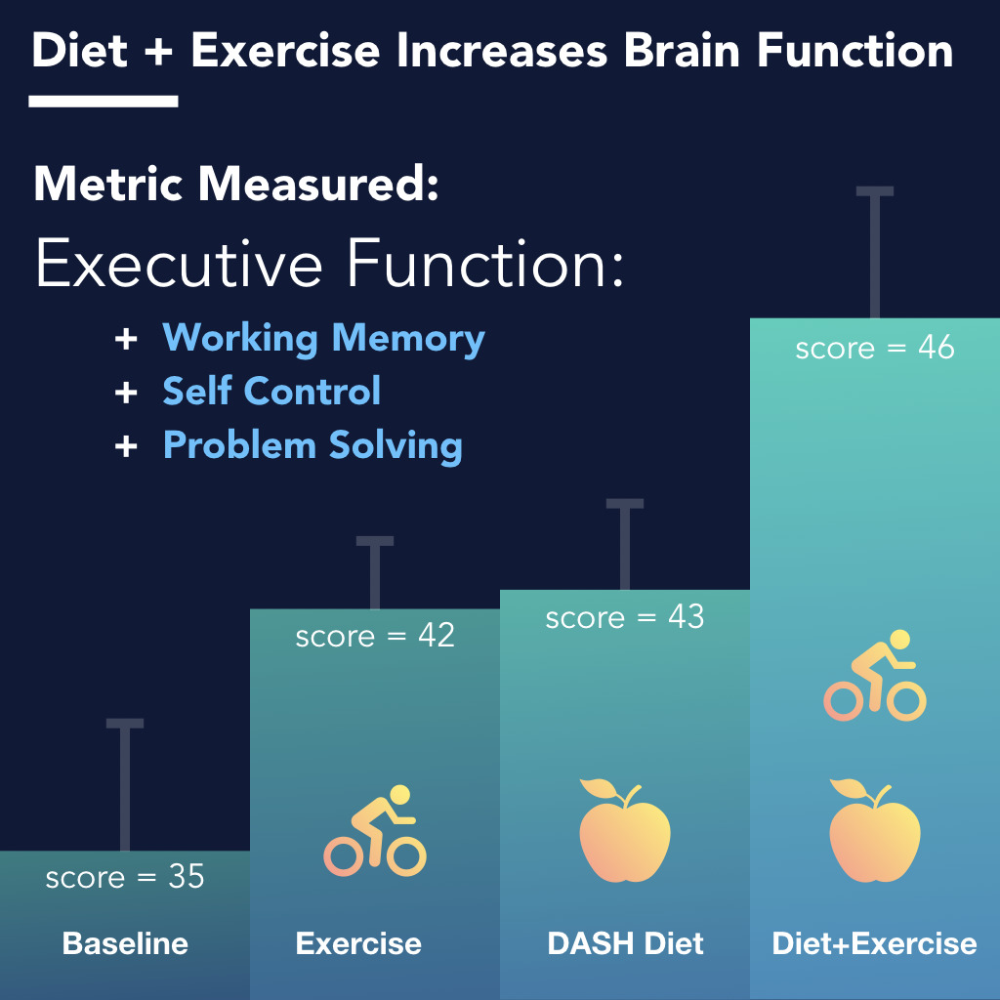 Diet + Exercise Increases Brain Function
Metric Measured:
Executive Function:
+ Working Memory
+ Self Control
+ Problem Solving
score = 46
score = 43
score = 42
score = 35
Baseline
Exercise
DASH Diet
Diet+Exercise